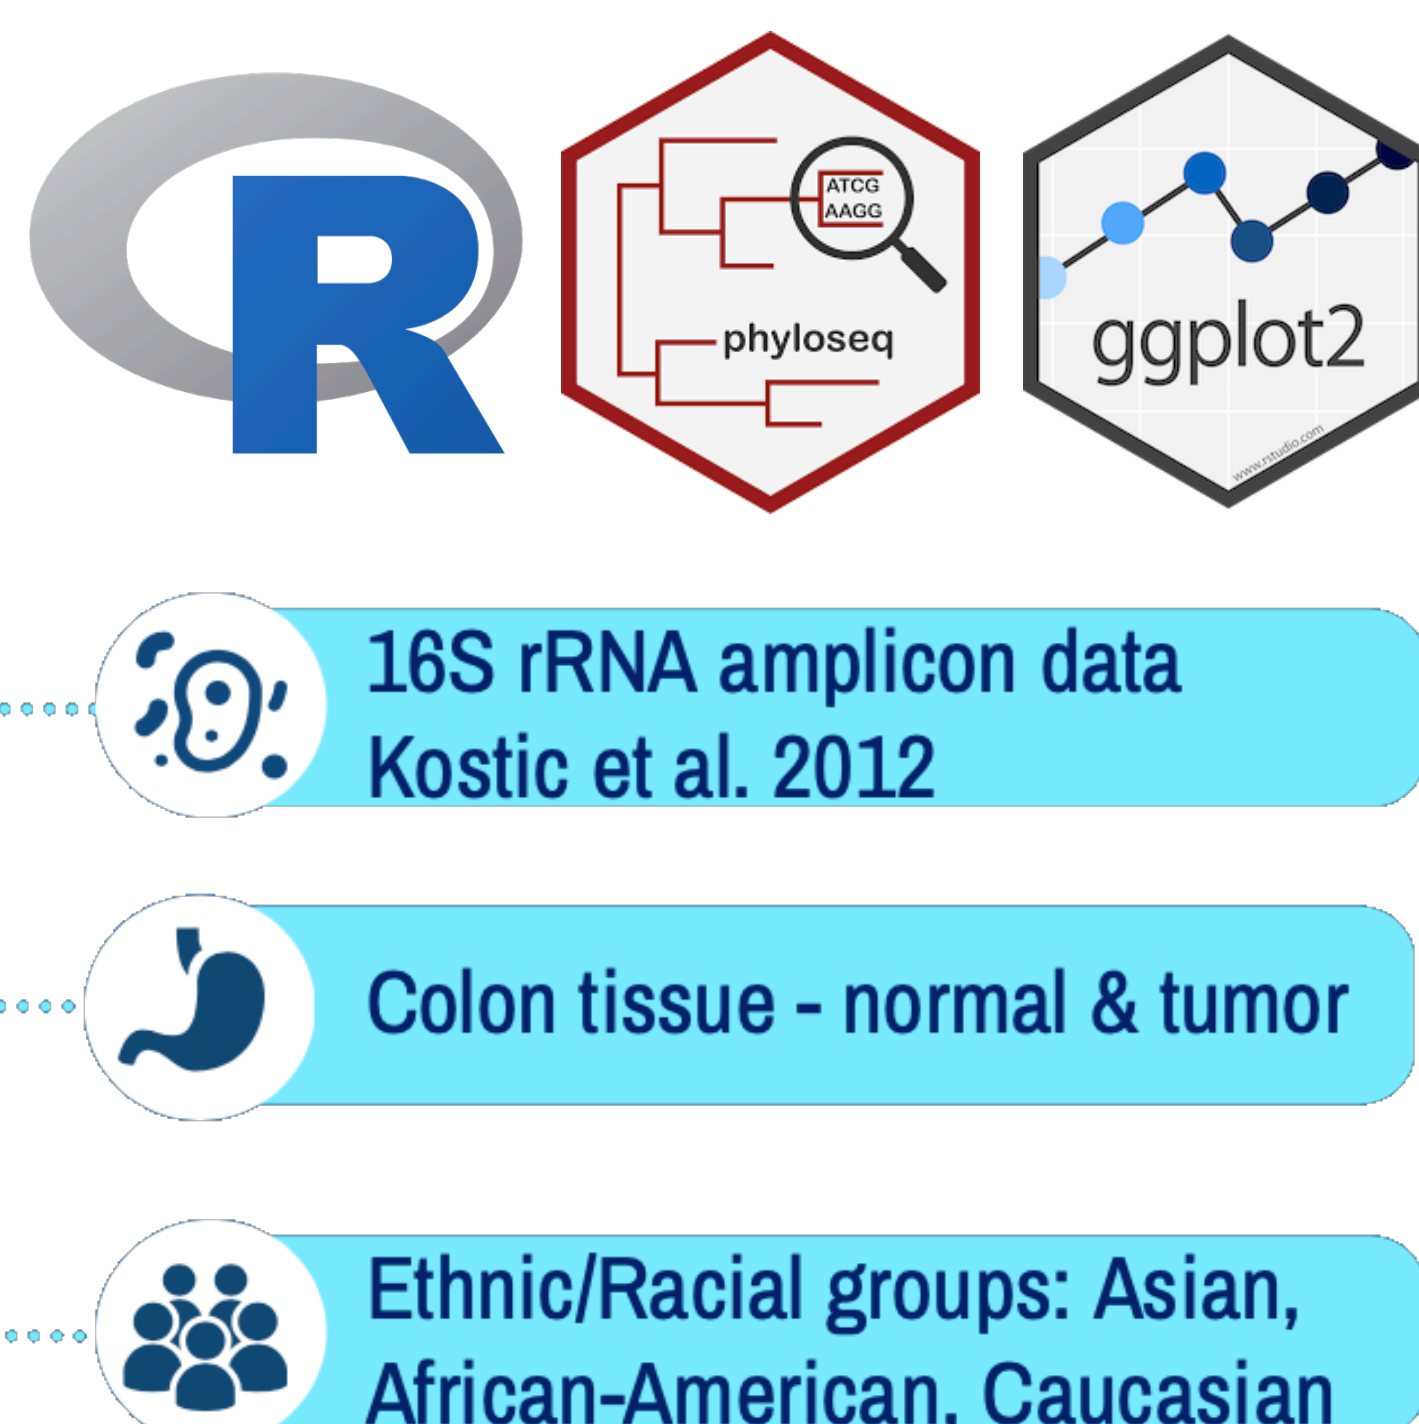 R
ATCG
AAGG
phyloseq
ggplot2
www.rstudio.com
16S rRNA amplicon data
Kostic et al. 2012
Colon tissue - normal & tumor
Ethnic/Racial groups: Asian,
African-American, Caucasian